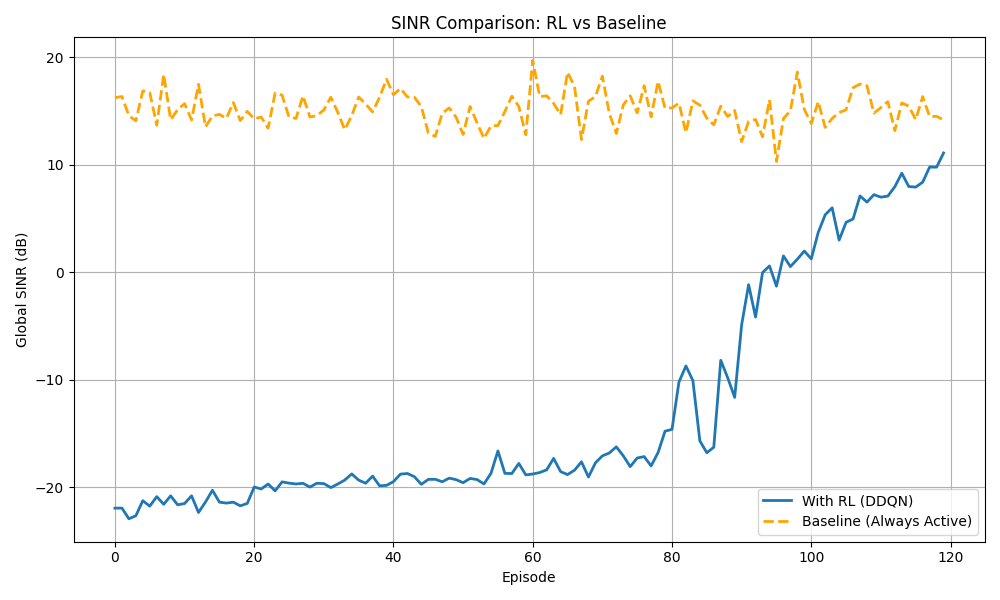 SINR Comparison: RL vs Baseline
Global SINR (dB)
20
10
0
−10
−20
With RL (DDQN)
Baseline (Always Active)
0 20 40 60 80 100 120
Episode